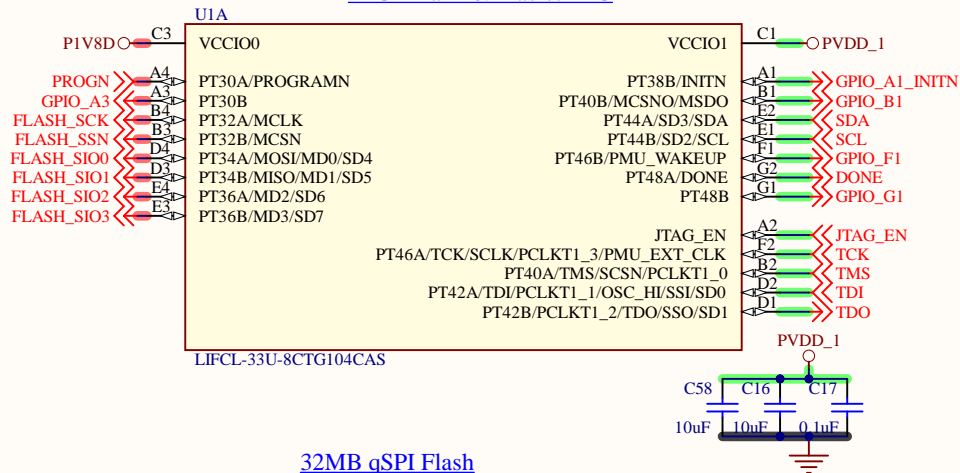 U1A
P1V8D C3 VCCIO0 VCCIO1 C1 PVDD_1
PROGN A4 PT30A/PROGRAMN PT38B/INITN A1 GPIO_A1_INITN
GPIO_A3 A3 PT30B PT40B/MCSNO/MSDO B1 GPIO_B1
FLASH_SCK B4 PT32A/MCLK PT44A/SD3/SDA E2 SDA
FLASH_SSN B3 PT32B/MCSN PT44B/SD2/SCL E1 SCL
FLASH_SIO0 D4 PT34A/MOSI/MD0/SD4 PT46B/PMU_WAKEUP F1 GPIO_F1
FLASH_SIO1 D3 PT34B/MISO/MD1/SD5 PT48A/DONE G2 DONE
FLASH_SIO2 E4 PT36A/MD2/SD6 PT48B G1 GPIO_G1
FLASH_SIO3 E3 PT36B/MD3/SD7
JTAG_EN A2 JTAG_EN
PT46A/TCK/SCLK/PCLKT1_3/PMU_EXT_CLK F2 TCK
PT40A/TMS/SCSN/PCLKT1_0 B2 TMS
PT42A/TDI/PCLKT1_1/OSC_HI/SSI/SD0 D2 TDI
PT42B/PCLKT1_2/TDO/SSO/SD1 D1 TDO
LIFCL-33U-8CTG104CAS
PVDD_1
C58 C16 C17
10uF 10uF 0.1uF
32MB qSPI Flash